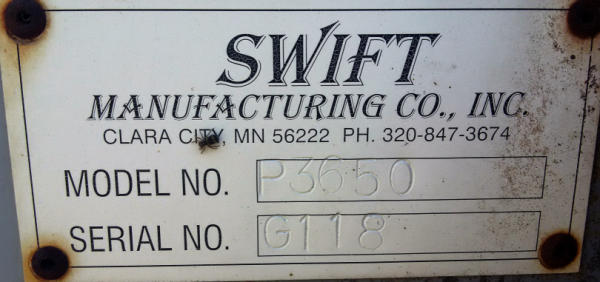 SWIFT
MANUFACTURING CO., INC.
CLARA CITY, MN 56222 PH. 320-847-3674
MODEL NO. P3650
SERIAL NO. G118